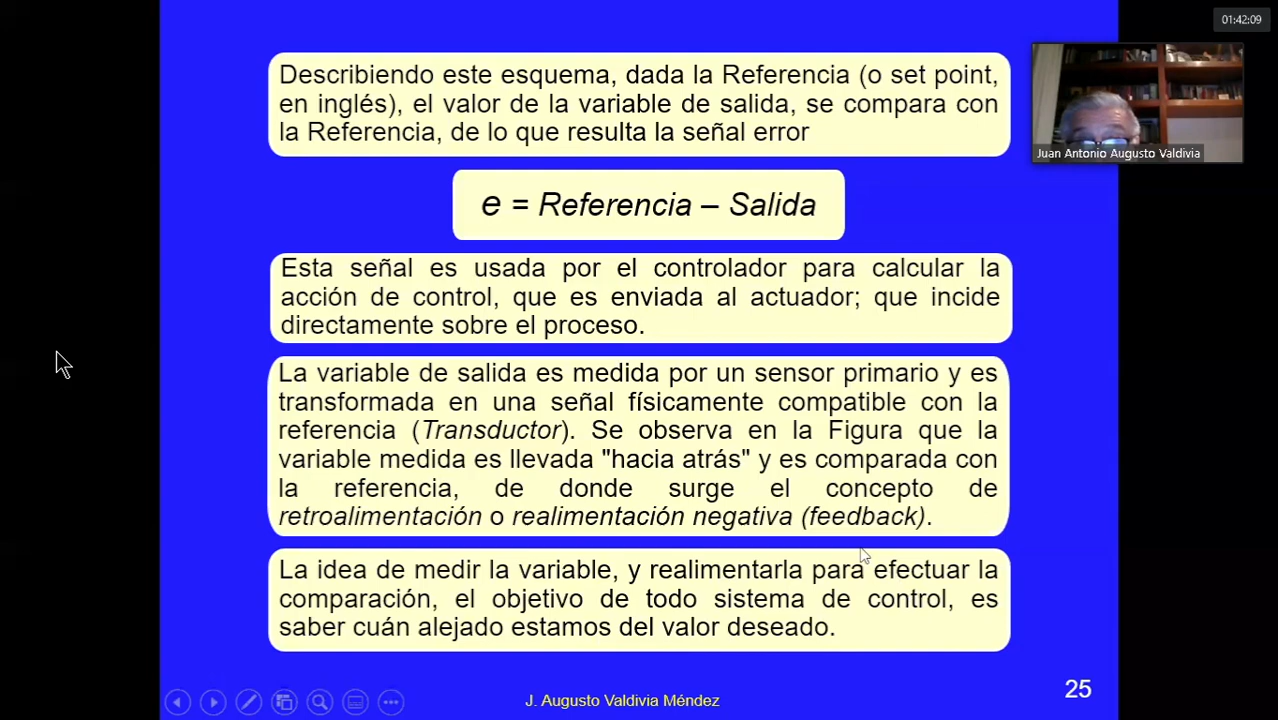 01:42:09
Describiendo este esquema, dada la Referencia (o set point,
en inglés), el valor de la variable de salida, se compara con
la Referencia, de lo que resulta la señal error
Juan Antonio Augusto Valdivia
e = Referencia – Salida
Esta señal es usada por el controlador para calcular la
acción de control, que es enviada al actuador; que incide
directamente sobre el proceso.
La variable de salida es medida por un sensor primario y es
transformada en una señal físicamente compatible con la
referencia (Transductor). Se observa en la Figura que la
variable medida es llevada "hacia atrás" y es comparada con
la referencia, de donde surge el concepto de
retroalimentación o realimentación negativa (feedback).
La idea de medir la variable, y realimentarla para efectuar la
comparación, el objetivo de todo sistema de control, es
saber cuán alejado estamos del valor deseado.
J. Augusto Valdivia Méndez
25